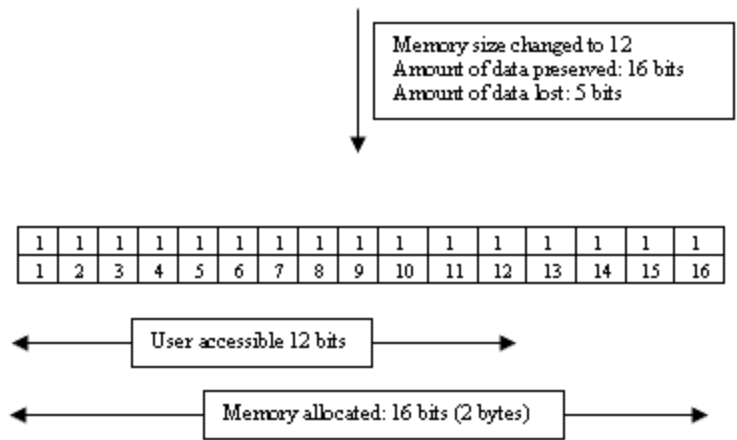 Memory size changed to 12
Amount of data preserved: 16 bits
Amount of data lost: 5 bits
1 1 1 1 1 1 1 1 1 1 1 1 1 1 1 1
1 2 3 4 5 6 7 8 9 10 11 12 13 14 15 16
User accessible 12 bits
Memory allocated: 16 bits (2 bytes)